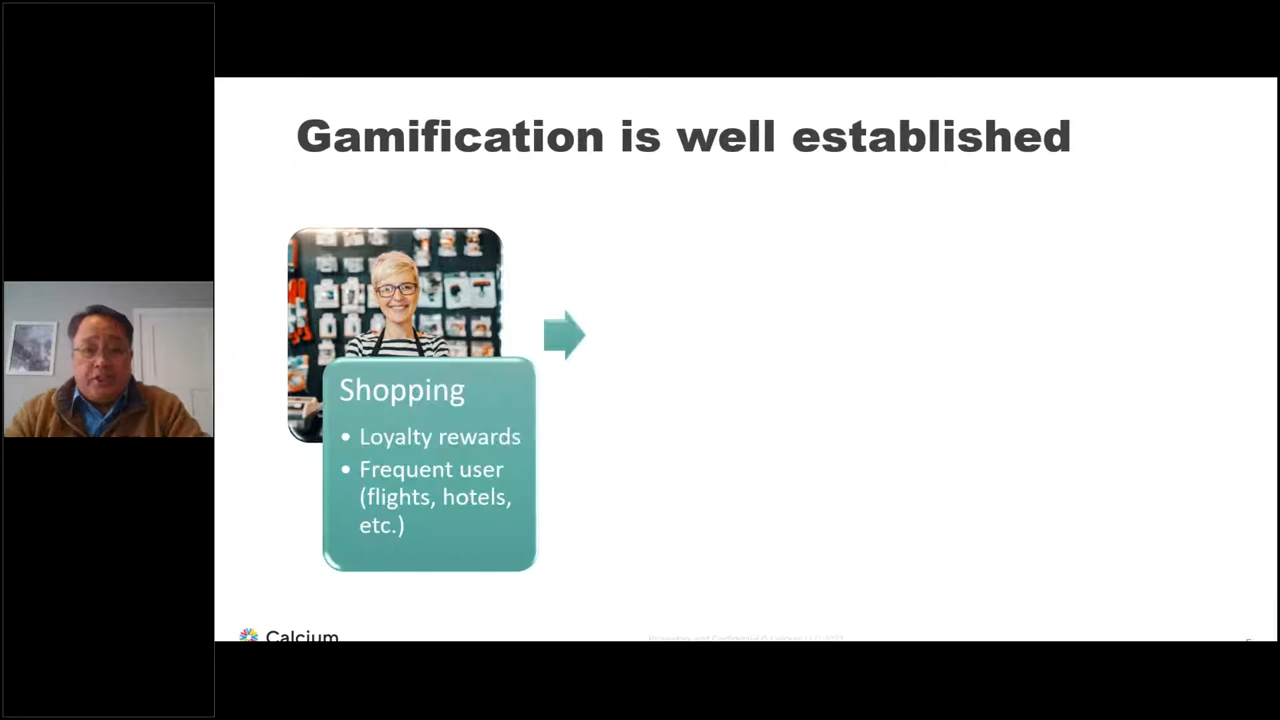 Gamification is well established
Shopping
• Loyalty rewards
• Frequent user
(flights, hotels,
etc.)
Calcium